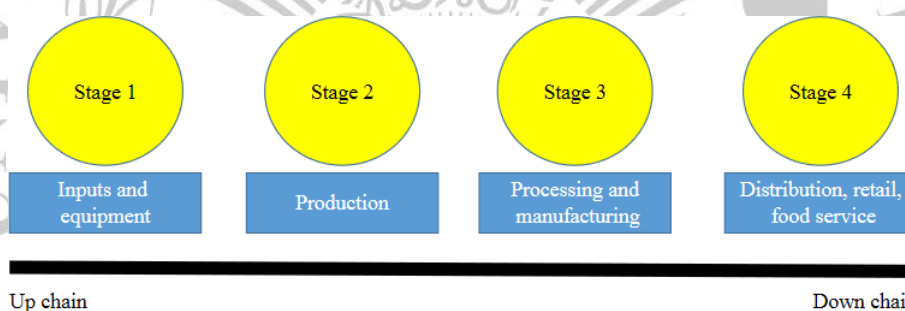 Stage 1
Stage 2
Stage 3
Stage 4
Inputs and
equipment
Production
Processing and
manufacturing
Distribution, retail,
food service
Up chain
Down chai